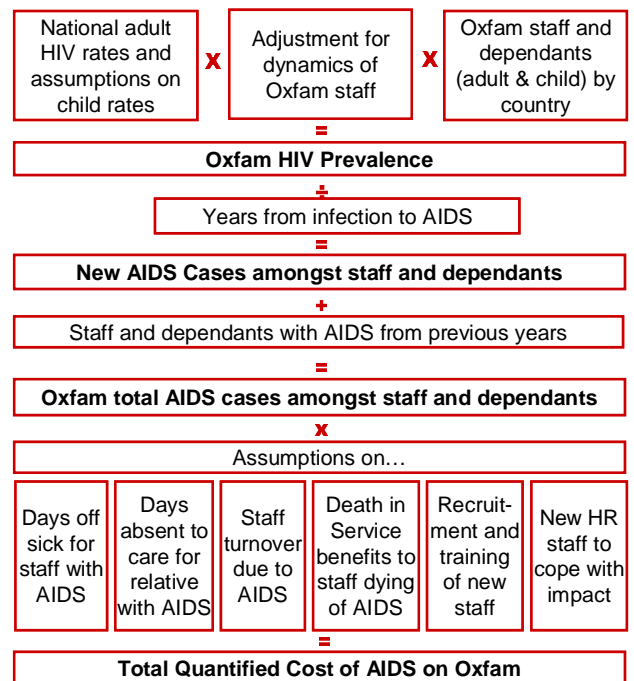 National adult
HIV rates and
assumptions on
child rates
x
Adjustment for
dynamics of
Oxfam staff
x
Oxfam staff and
dependants
(adult & child) by
country
=
Oxfam HIV Prevalence
÷
Years from infection to AIDS
=
New AIDS Cases amongst staff and dependants
+
Staff and dependants with AIDS from previous years
=
Oxfam total AIDS cases amongst staff and dependants
x
Assumptions on…
Days off
sick for
staff with
AIDS
Days
absent to
care for
relative
with AIDS
Staff
turnover
due to
AIDS
Death in
Service
benefits to
staff dying
of AIDS
Recruit-
ment and
training
of new
staff
New HR
staff to
cope with
impact
=
Total Quantified Cost of AIDS on Oxfam